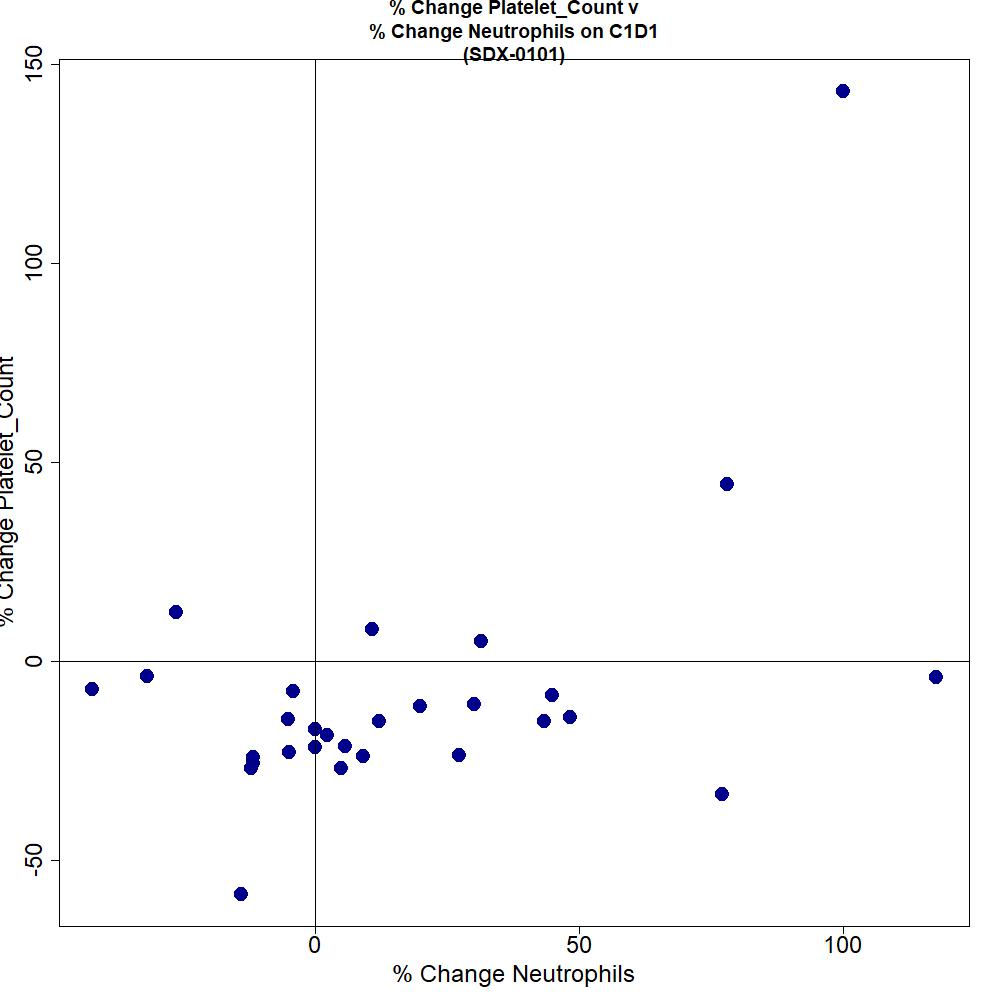 % Change Platelet_Count v
% Change Neutrophils on C1D1
(SDX-0101)
150
100
50
0
-50
% Change Platelet_Count
0 50 100
% Change Neutrophils